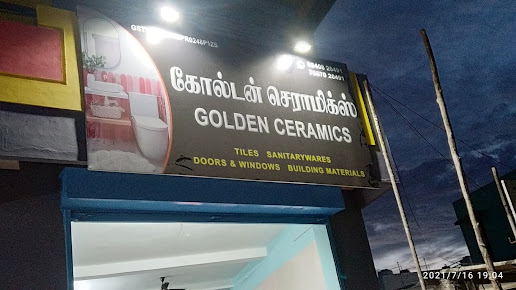 கோல்டன் செராமிக்ஸ்
GOLDEN CERAMICS
TILES SANITARYWARES
DOORS & WINDOWS BUILDING MATERIALS
2021/7/16 19:04